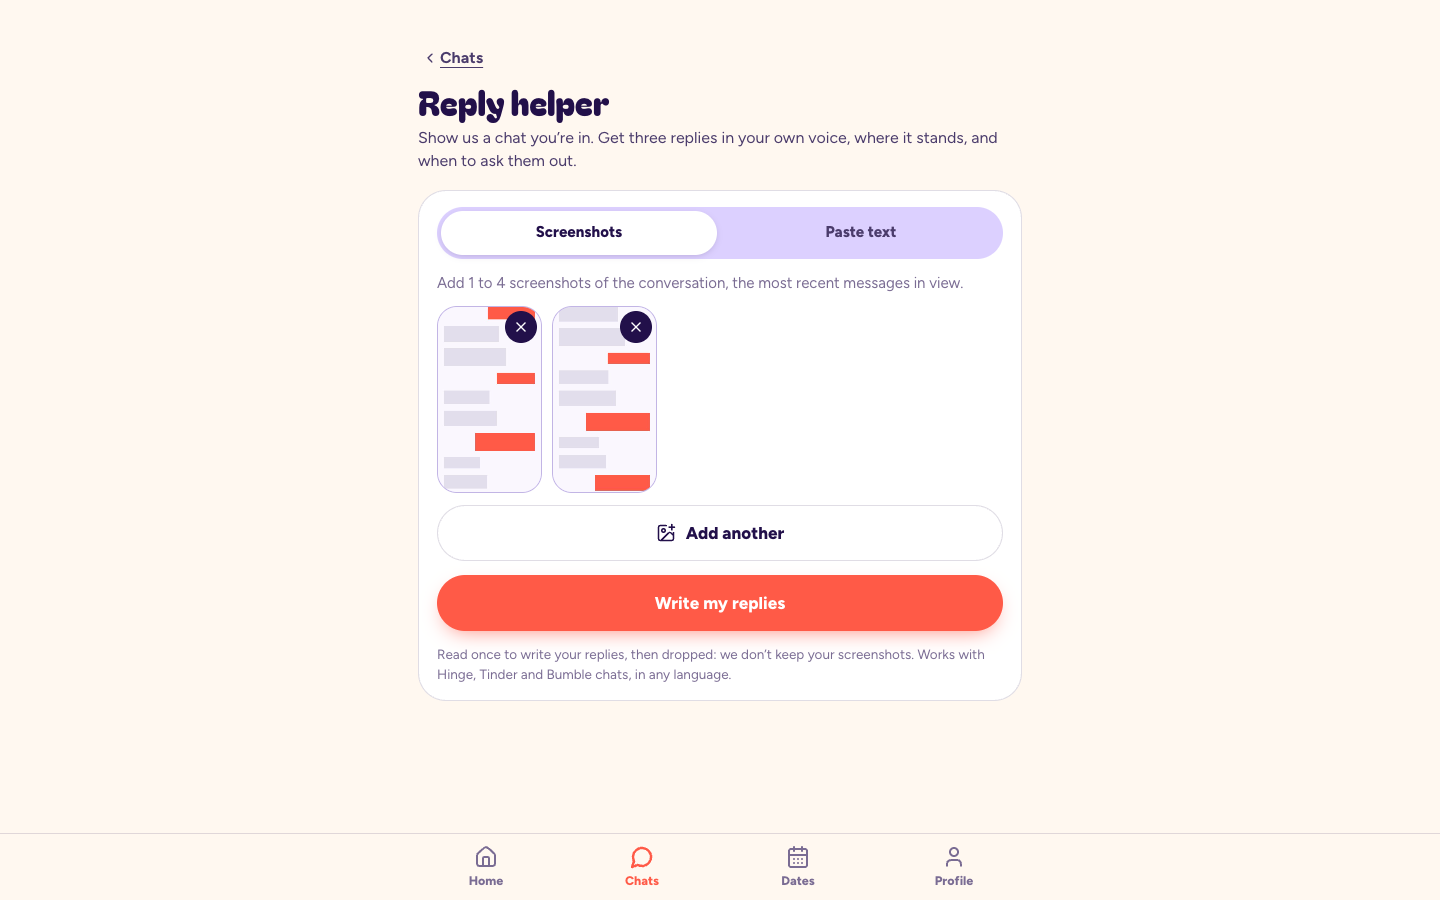 Chats
Reply helper
Show us a chat you're in. Get three replies in your own voice, where it stands, and
when to ask them out.
Screenshots
Paste text
Add 1 to 4 screenshots of the conversation, the most recent messages in view.
Add another
Write my replies
Read once to write your replies, then dropped: we don't keep your screenshots. Works with
Hinge, Tinder and Bumble chats, in any language.
Home
Chats
Dates
Profile